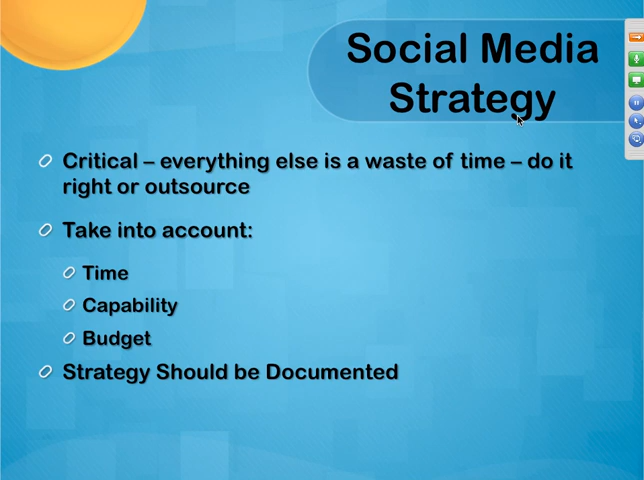 Social Media
Strategy
Critical – everything else is a waste of time – do it
right or outsource
Take into account:
Time
Capability
Budget
Strategy Should be Documented